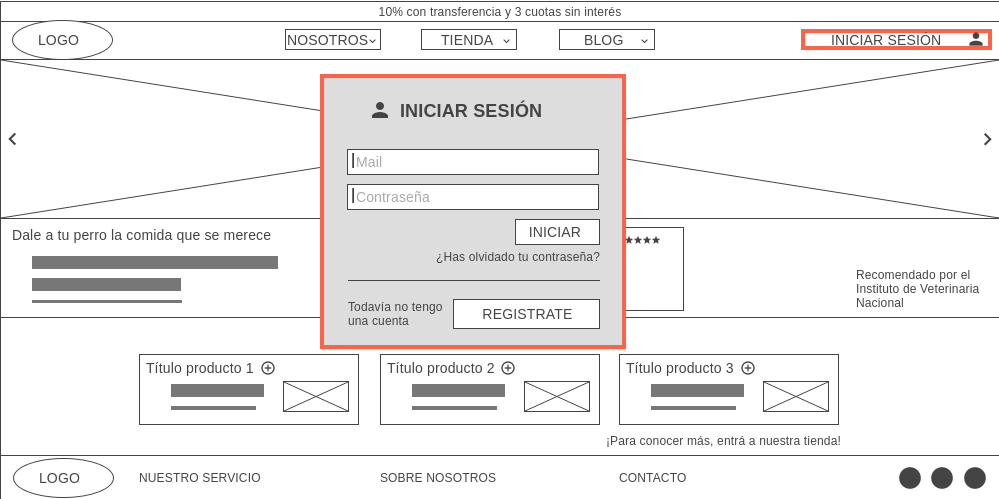 10% con transferencia y 3 cuotas sin interés
LOGO
NOSOTROS
TIENDA
BLOG
INICIAR SESIÓN
INICIAR SESIÓN
Mail
Contraseña
INICIAR
¿Has olvidado tu contraseña?
Todavía no tengo
una cuenta
REGISTRATE
Dale a tu perro la comida que se merece
Recomendado por el
Instituto de Veterinaria
Nacional
Título producto 1
Título producto 2
Título producto 3
¡Para conocer más, entrá a nuestra tienda!
LOGO
NUESTRO SERVICIO
SOBRE NOSOTROS
CONTACTO